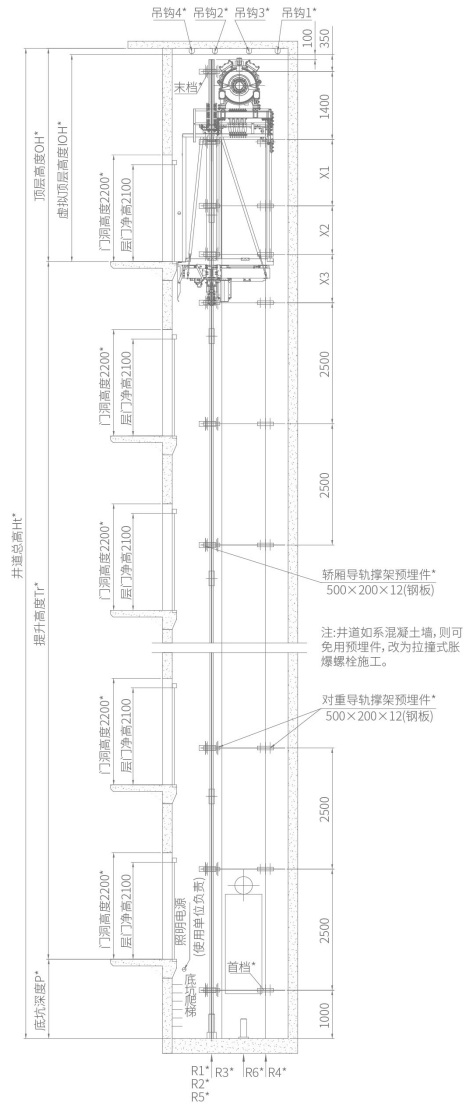 吊钩4* 吊钩2* 吊钩3* 吊钩1*
100
350
末档*
1400
顶层高度OH*
虚拟顶层高度IOH*
门洞高度2200*
层门净高2100
X1
X2
X3
门洞高度2200*
层门净高2100
2500
2500
井道总高Ht*
提升高度Tr*
门洞高度2200*
层门净高2100
轿厢导轨撑架预埋件*
500×200×12(钢板)
注:井道如系混凝土墙,则可
免用预埋件,改为拉撞式胀
爆螺栓施工。
对重导轨撑架预埋件*
500×200×12(钢板)
门洞高度2200*
层门净高2100
2500
门洞高度2200*
层门净高2100
照明电源
(使用单位负责)
2500
底坑爬梯
首档*
底坑深度P*
1000
R1* R3* R6* R4*
R2*
R5*